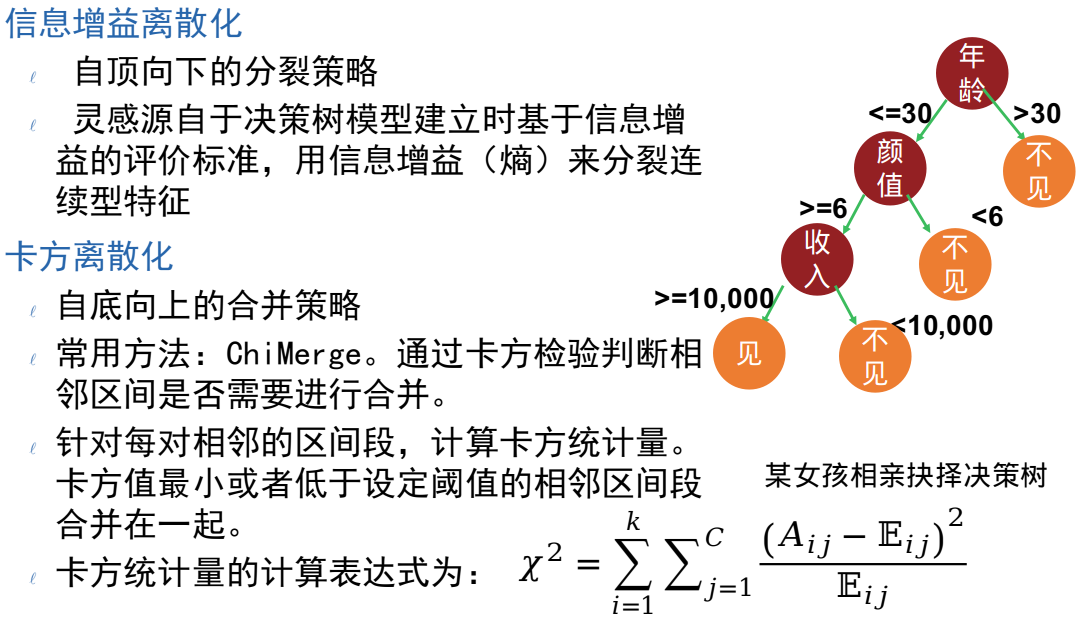 信息增益离散化
自顶向下的分裂策略
灵感源自于决策树模型建立时基于信息增
益的评价标准，用信息增益（熵）来分裂连
续型特征
卡方离散化
自底向上的合并策略
常用方法：ChiMerge。通过卡方检验判断相
邻区间是否需要进行合并。
针对每对相邻的区间段，计算卡方统计量。
卡方值最小或者低于设定阈值的相邻区间段
合并在一起。
卡方统计量的计算表达式为：
χ² = ∑_{i=1}^{k} ∑_{j=1}^{C} (A_{ij} − 𝔼_{ij})² / 𝔼_{ij}
年
龄
<=30
>30
颜
值
不
见
>=6
<6
收
入
不
见
>=10,000
<10,000
见
不
见
某女孩相亲抉择决策树